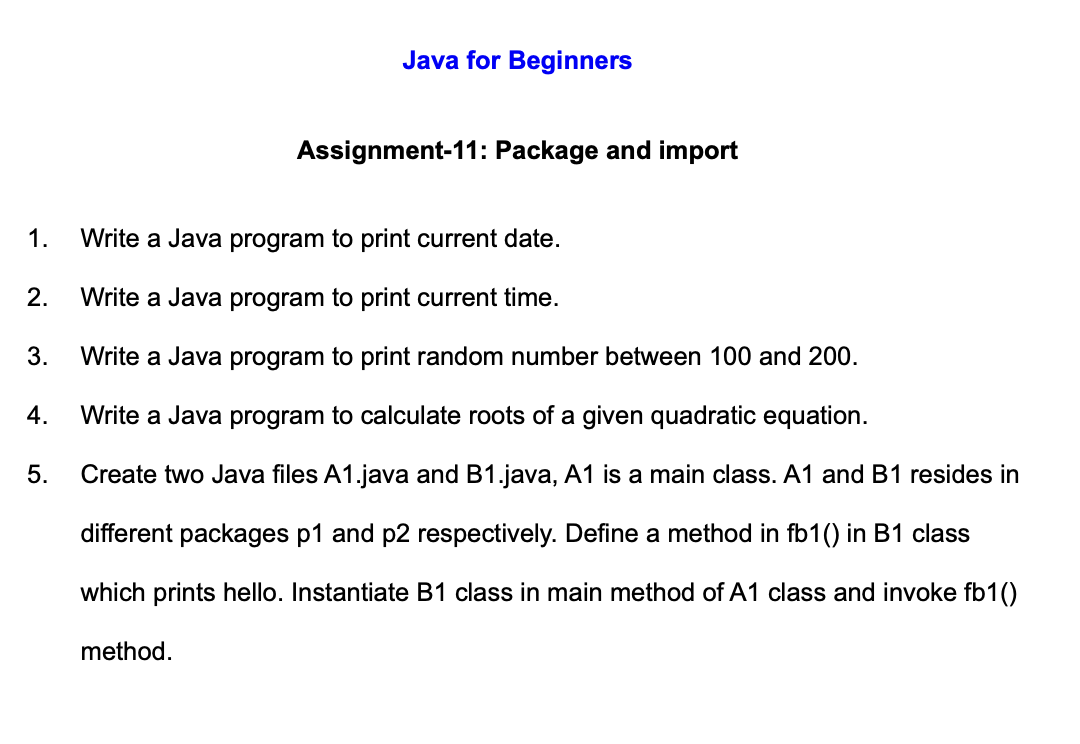 Java for Beginners
Assignment-11: Package and import
1. Write a Java program to print current date.
2. Write a Java program to print current time.
3. Write a Java program to print random number between 100 and 200.
4. Write a Java program to calculate roots of a given quadratic equation.
5. Create two Java files A1.java and B1.java, A1 is a main class. A1 and B1 resides in
different packages p1 and p2 respectively. Define a method in fb1() in B1 class
which prints hello. Instantiate B1 class in main method of A1 class and invoke fb1()
method.